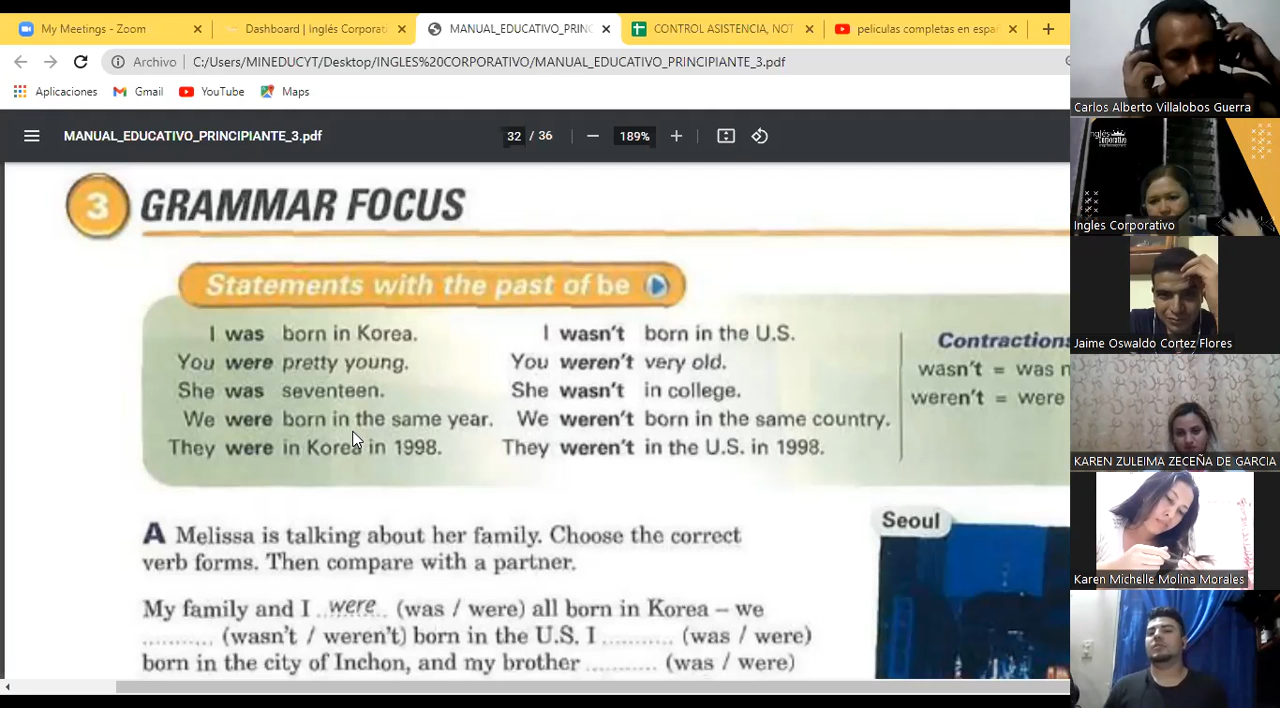 My Meetings - Zoom
Dashboard | Inglés Corporati
MANUAL_EDUCATIVO_PRINC
CONTROL ASISTENCIA, NOT
peliculas completas en espa
Archivo
C:/Users/MINEDUCYT/Desktop/INGLES%20CORPORATIVO/MANUAL_EDUCATIVO_PRINCIPIANTE_3.pdf
Aplicaciones
Gmail
YouTube
Maps
MANUAL_EDUCATIVO_PRINCIPIANTE_3.pdf
32 / 36
189%
3 GRAMMAR FOCUS
Statements with the past of be
I was born in Korea.
You were pretty young.
She was seventeen.
We were born in the same year.
They were in Korea in 1998.
I wasn't born in the U.S.
You weren't very old.
She wasn't in college.
We weren't born in the same country.
They weren't in the U.S. in 1998.
Contractions
wasn't = was n
weren't = were
A Melissa is talking about her family. Choose the correct
verb forms. Then compare with a partner.
My family and I ..were.. (was / were) all born in Korea – we
.......... (wasn't / weren't) born in the U.S. I .......... (was / were)
born in the city of Inchon, and my brother .......... (was / were)
Seoul
Carlos Alberto Villalobos Guerra
Inglés
Corporativo
Ingles Corporativo
Jaime Oswaldo Cortez Flores
KAREN ZULEIMA ZECEÑA DE GARCIA
Karen Michelle Molina Morales